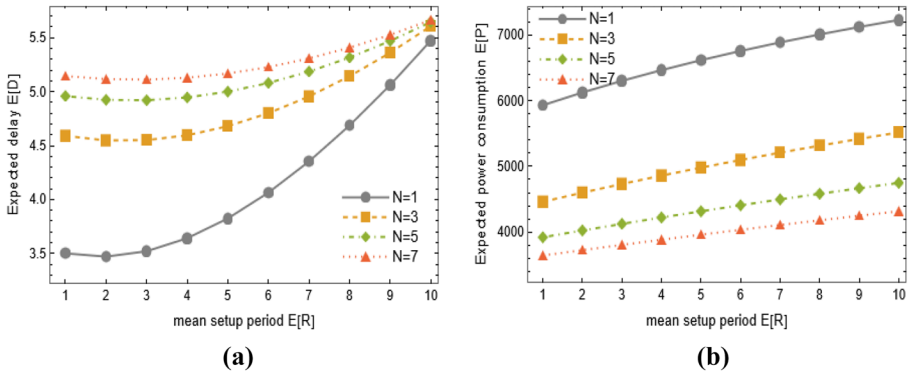 5.5
5.0
4.5
4.0
3.5
Expected delay E[D]
N=1
N=3
N=5
N=7
1 2 3 4 5 6 7 8 9 10
mean setup period E[R]
(a)
7000
6000
5000
4000
Expected power consumption E[P]
N=1
N=3
N=5
N=7
1 2 3 4 5 6 7 8 9 10
mean setup period E[R]
(b)